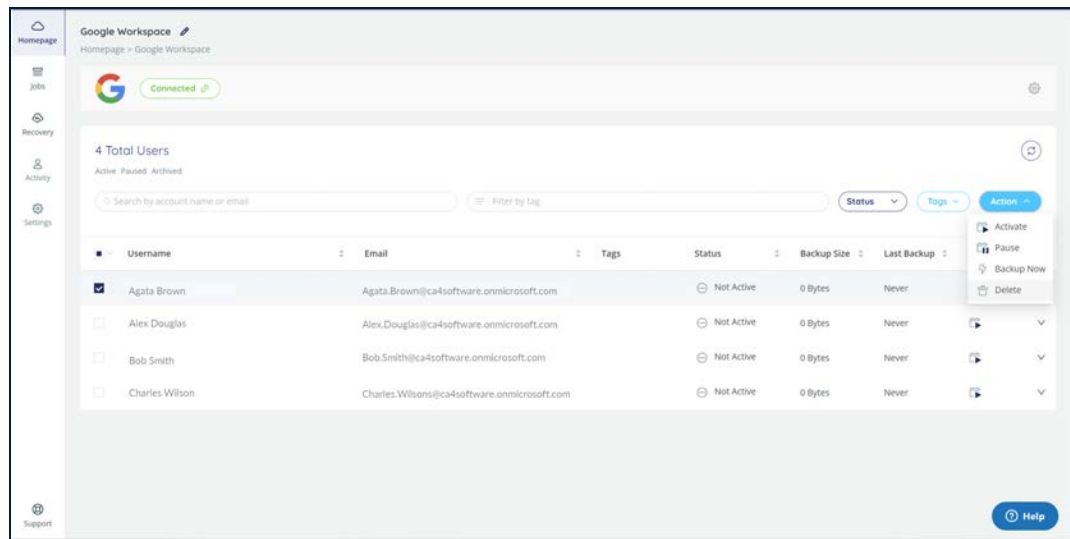 Homepage
Jobs
Recovery
Activity
Settings
Support
Google Workspace
Homepage > Google Workspace
Connected
4 Total Users
Active Paused Archived
Search by account name or email
Filter by tag
Status
Tags
Action
Activate
Pause
Backup Now
Delete
Username Email Tags Status Backup Size Last Backup
Agata Brown Agata.Brown@ca4software.onmicrosoft.com Not Active 0 Bytes Never
Alex Douglas Alex.Douglas@ca4software.onmicrosoft.com Not Active 0 Bytes Never
Bob Smith Bob.Smith@ca4software.onmicrosoft.com Not Active 0 Bytes Never
Charles Wilson Charles.Wilsons@ca4software.onmicrosoft.com Not Active 0 Bytes Never
Help